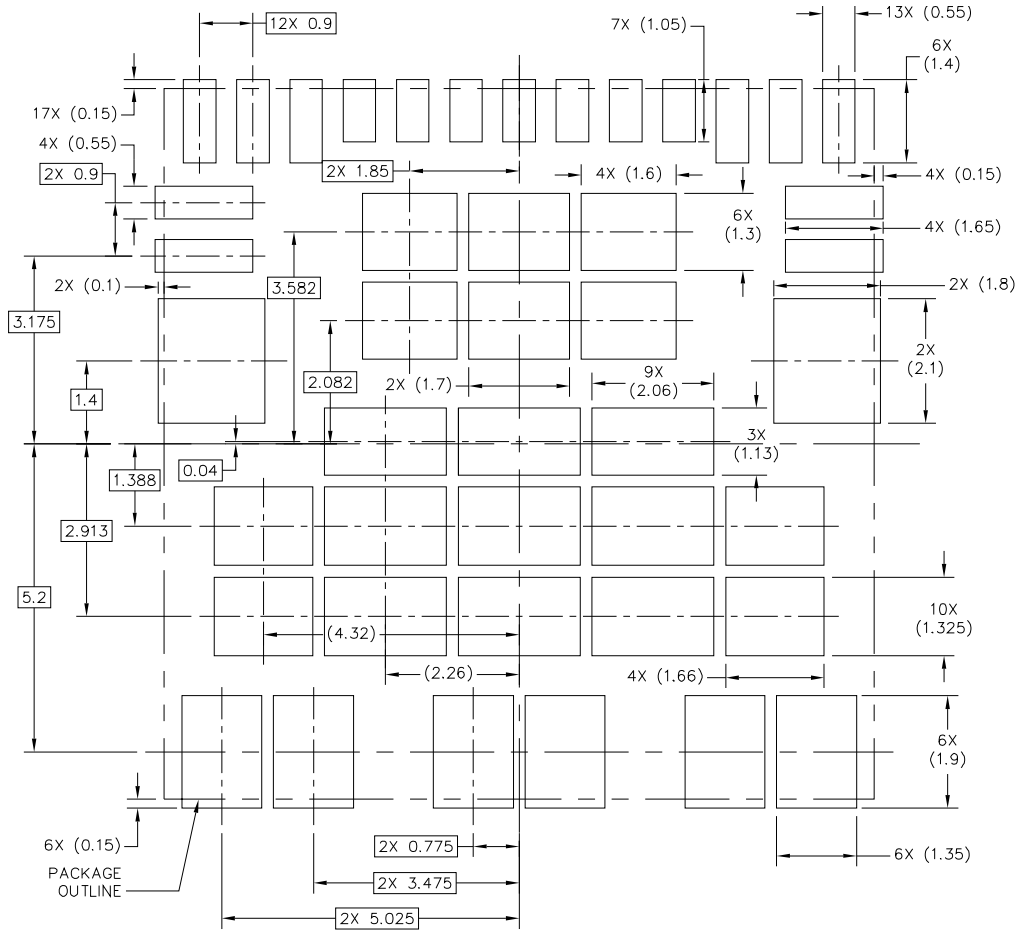 12X 0.9
7X (1.05)
13X (0.55)
6X
(1.4)
17X (0.15)
4X (0.55)
2X 0.9
2X 1.85
4X (1.6)
4X (0.15)
6X
(1.3)
4X (1.65)
2X (0.1)
3.582
2X (1.8)
3.175
2.082
2X
(2.1)
1.4
2X (1.7)
9X
(2.06)
3X
(1.13)
0.04
1.388
2.913
5.2
10X
(1.325)
(4.32)
(2.26)
4X (1.66)
6X
(1.9)
6X (0.15)
2X 0.775
6X (1.35)
PACKAGE
OUTLINE
2X 3.475
2X 5.025